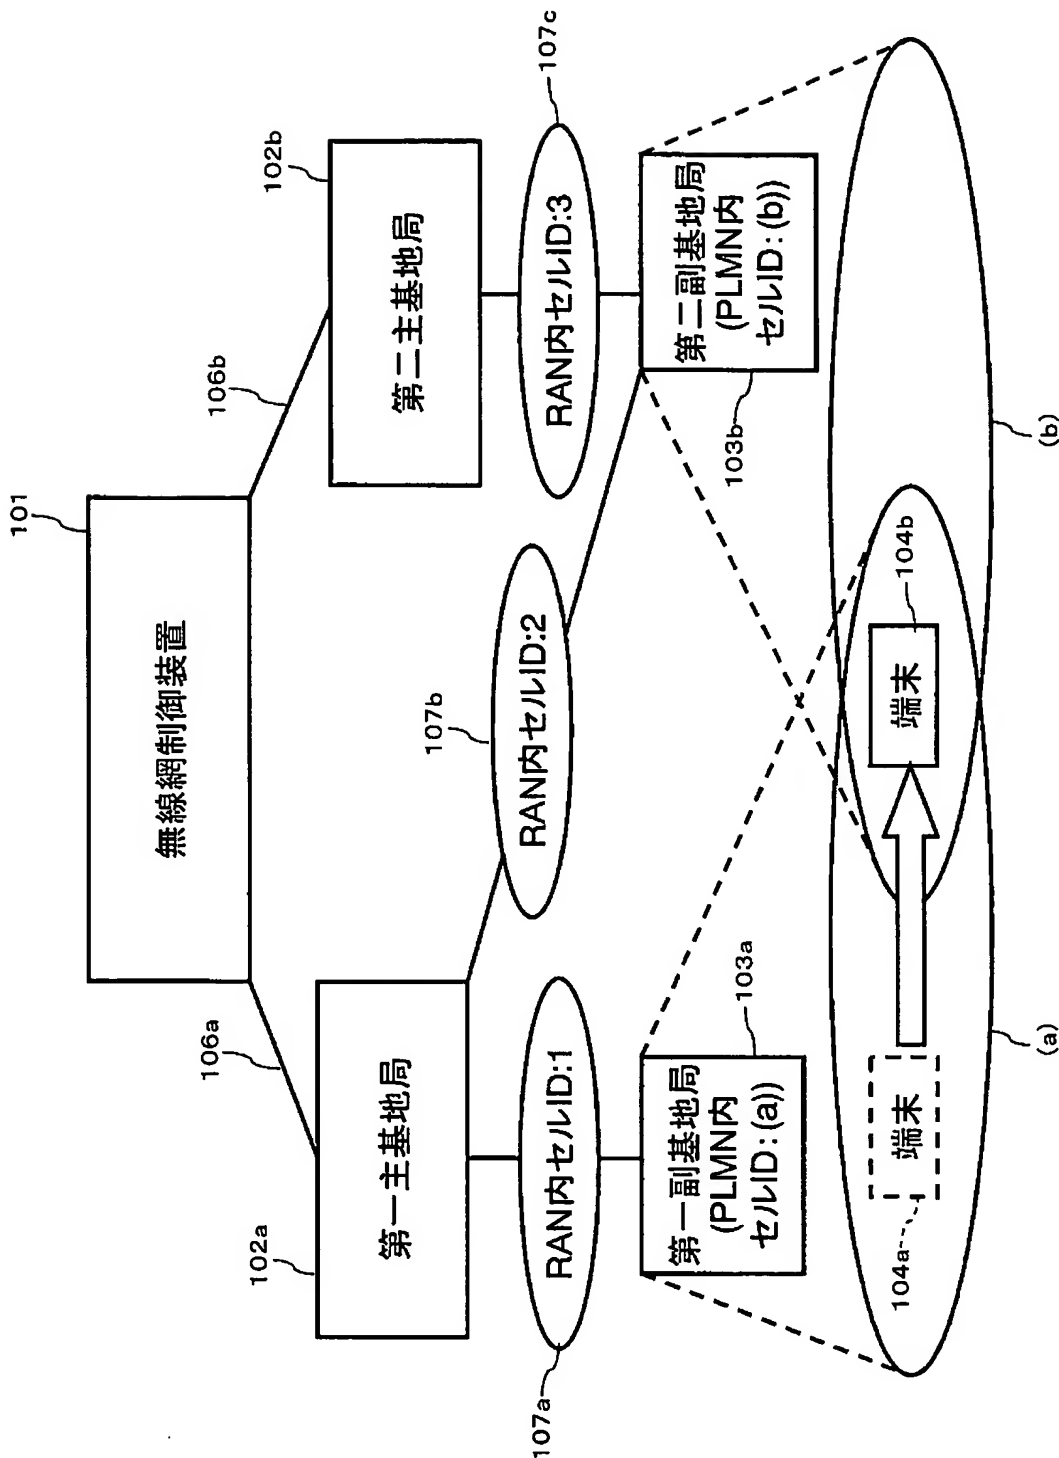 101
無線網制御装置
106a
106b
102a
第一主基地局
102b
第二主基地局
107a
RAN内セルID:1
107b
RAN内セルID:2
107c
RAN内セルID:3
第一副基地局
(PLMN内
セルID:(a))
103a
第二副基地局
(PLMN内
セルID:(b))
103b
端末
104a
端末
104b
(a)
(b)